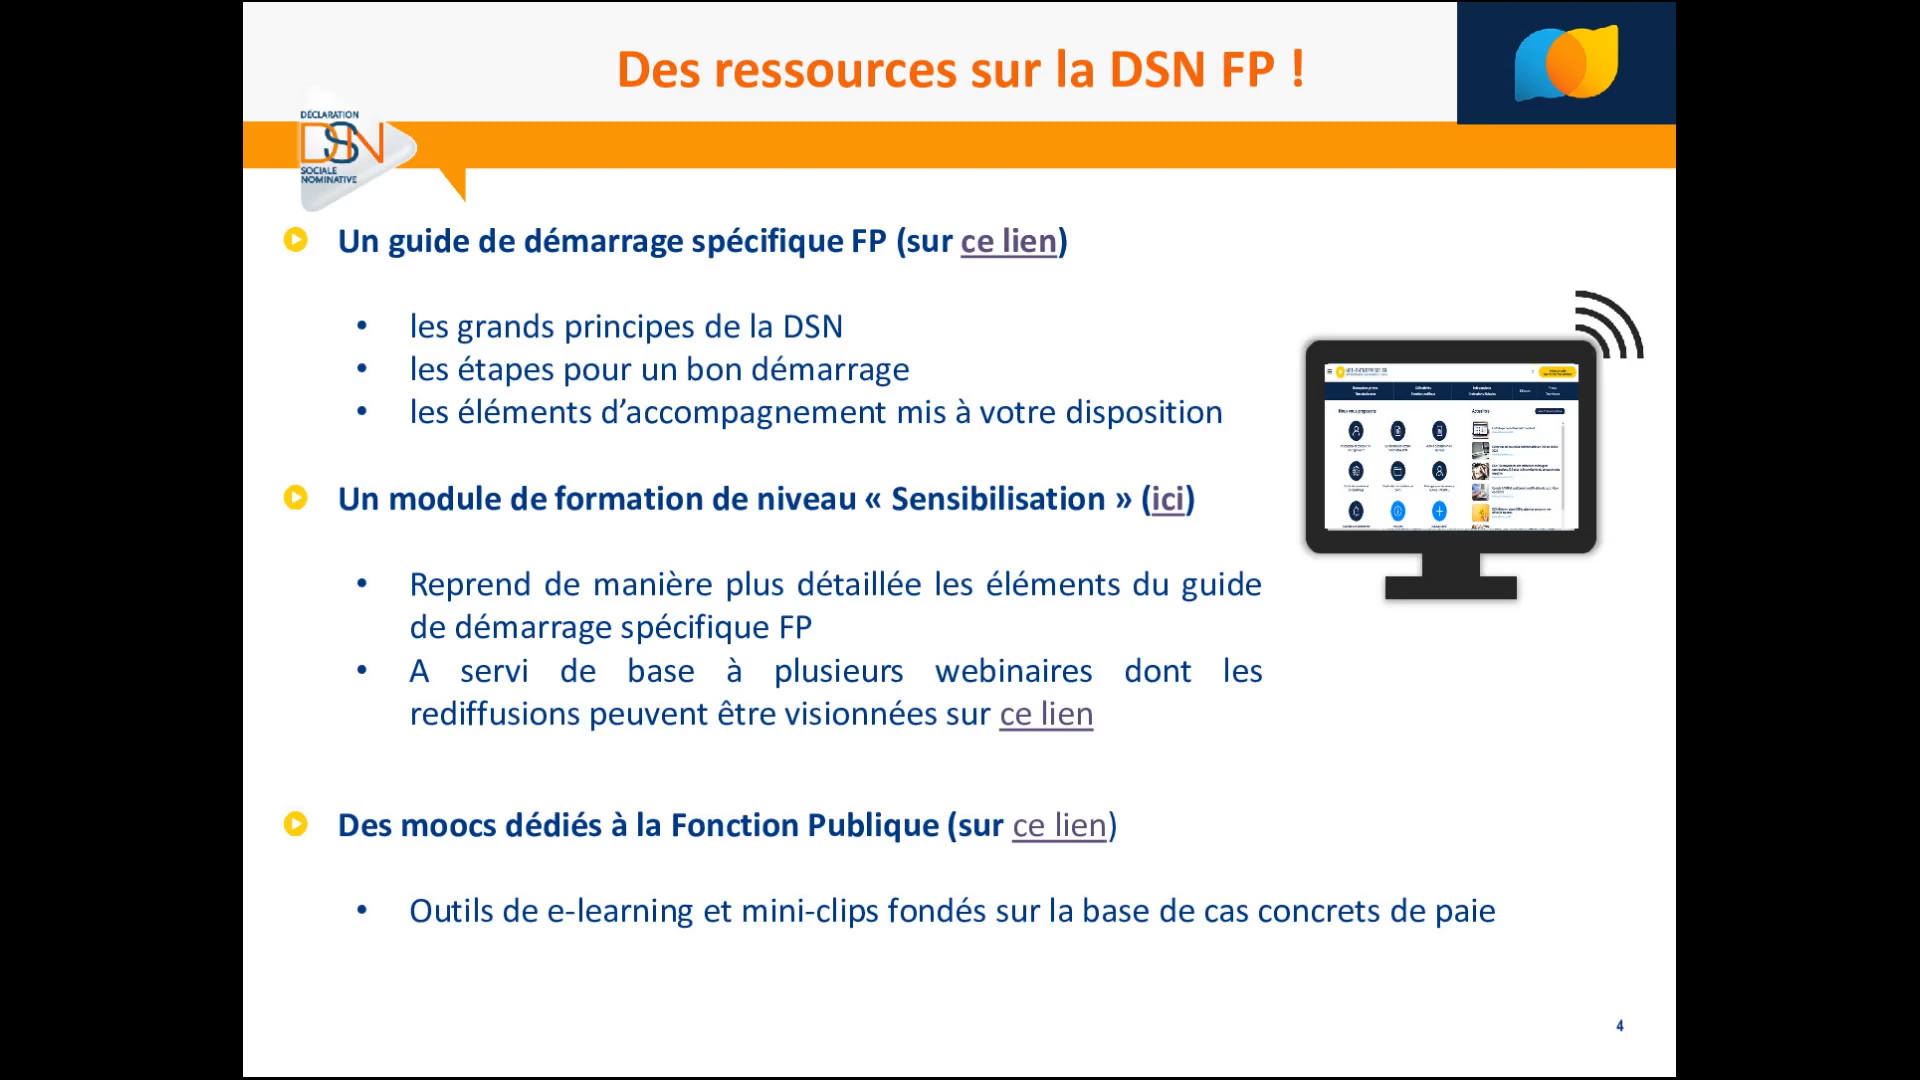 Des ressources sur la DSN FP !
DÉCLARATION
DSN
SOCIALE
NOMINATIVE
Un guide de démarrage spécifique FP (sur ce lien)
• les grands principes de la DSN
• les étapes pour un bon démarrage
• les éléments d’accompagnement mis à votre disposition
Un module de formation de niveau « Sensibilisation » (ici)
• Reprend de manière plus détaillée les éléments du guide
de démarrage spécifique FP
• A servi de base à plusieurs webinaires dont les
rediffusions peuvent être visionnées sur ce lien
Des moocs dédiés à la Fonction Publique (sur ce lien)
• Outils de e-learning et mini-clips fondés sur la base de cas concrets de paie
4